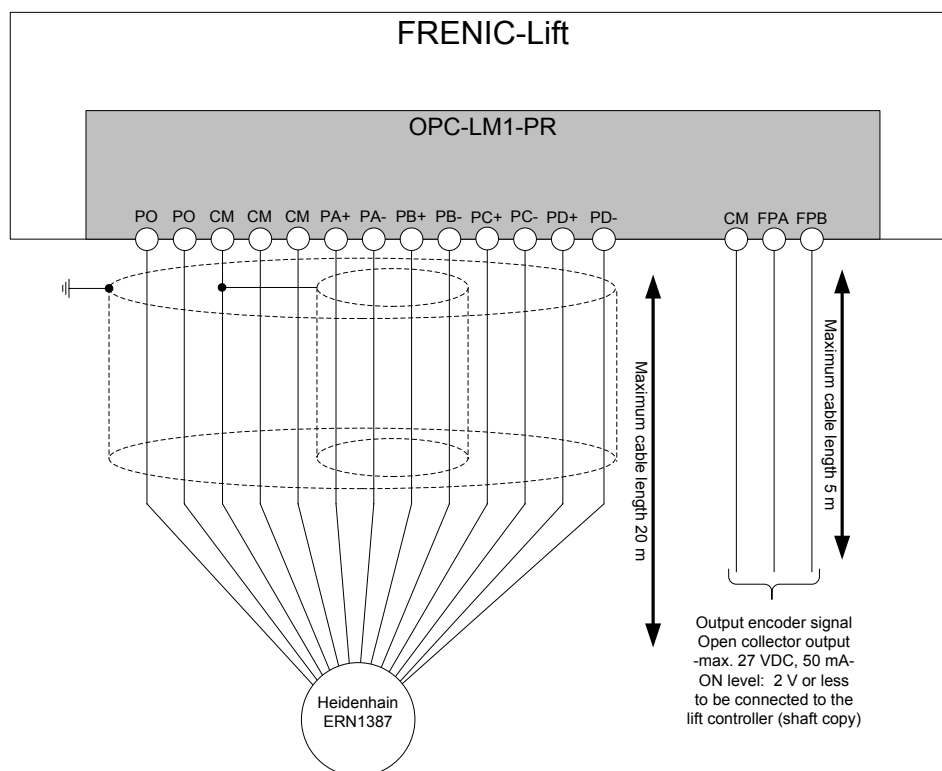 FRENIC-Lift
OPC-LM1-PR
PO PO CM CM CM PA+ PA- PB+ PB- PC+ PC- PD+ PD- CM FPA FPB
Maximum cable length 20 m
Maximum cable length 5 m
Output encoder signal
Open collector output
-max. 27 VDC, 50 mA-
ON level: 2 V or less
to be connected to the
lift controller (shaft copy)
Heidenhain
ERN1387